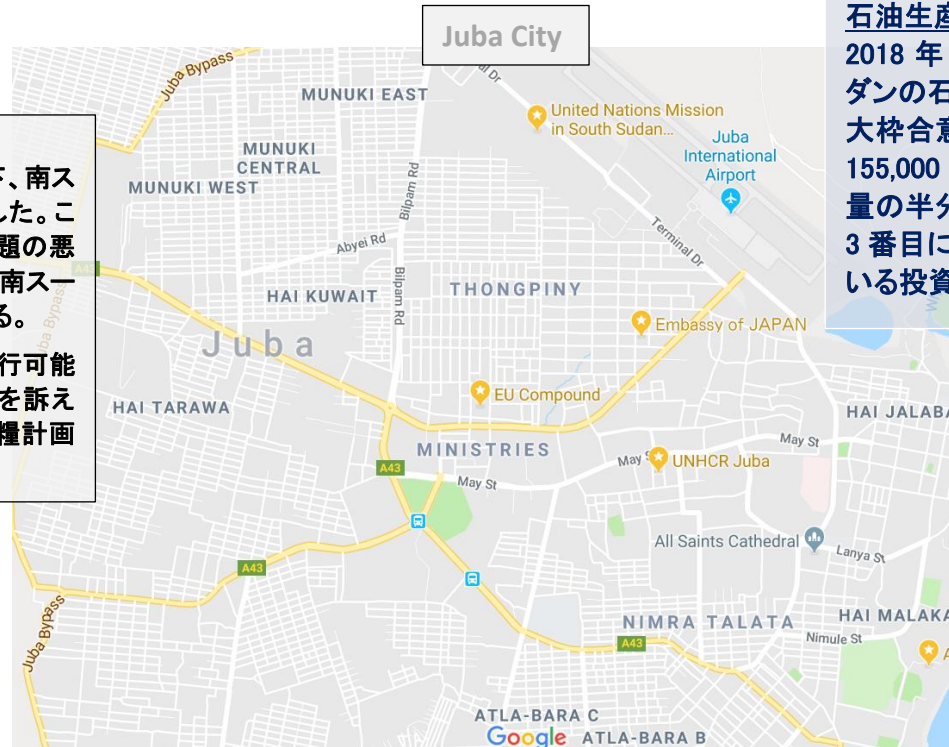 Juba City
石油生産
2018 年
ダンの石
大枠合意
155,000
量の半分
3 番目に
いる投資
、南ス
した。こ
題の悪
南スー
る。
行可能
を訴え
糧計画
Juba Bypass
MUNUKI EAST
United Nations Mission
in South Sudan...
Juba
International
Airport
MUNUKI
CENTRAL
MUNUKI WEST
Bilpam Rd
Abyei Rd
Terminal Dr
A43
HAI KUWAIT
Bilpam Rd
THONGPINY
Juba Bypass
Juba
Embassy of JAPAN
EU Compound
HAI TARAWA
HAI JALABA
MINISTRIES
May St
May S
UNHCR Juba
A43
May St
All Saints Cathedral
Lanya St
A43
Juba Bypass
NIMRA TALATA
HAI MALAKA
A43
Nimule St
ATLA-BARA C
Google
ATLA-BARA B